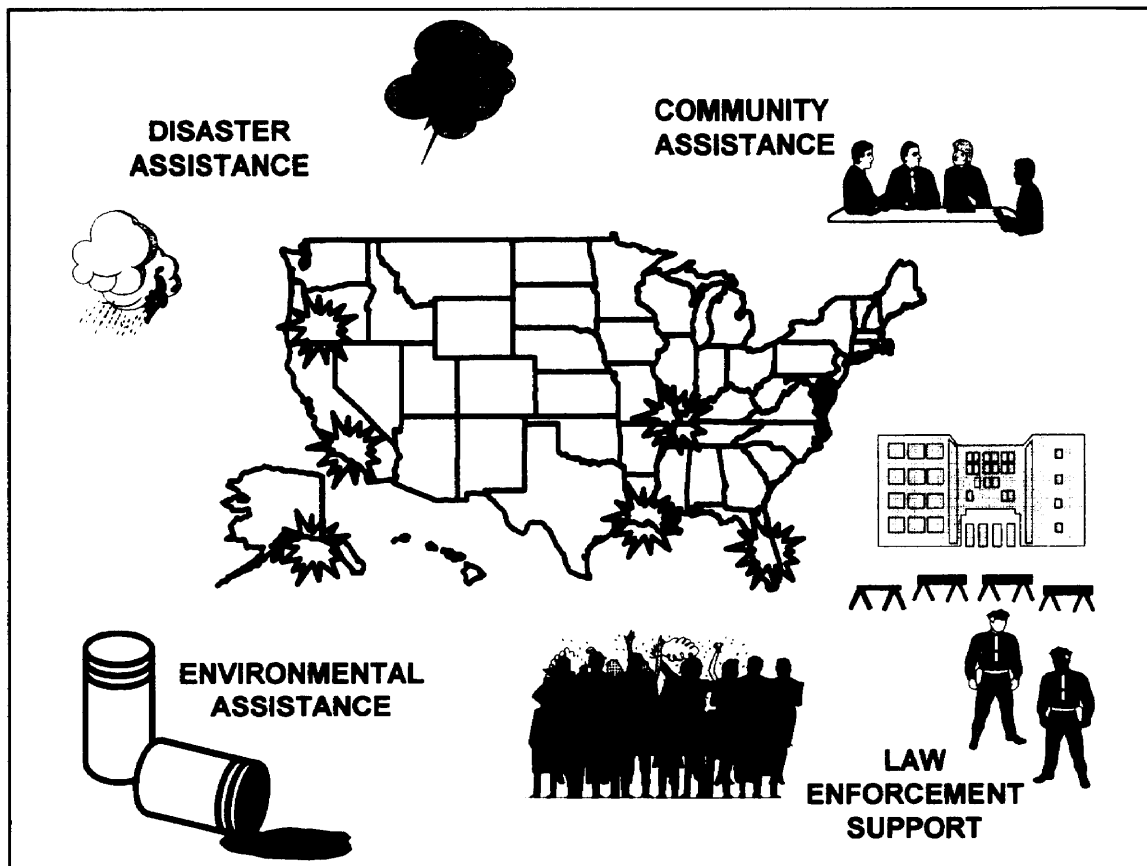 DISASTER
ASSISTANCE
COMMUNITY
ASSISTANCE
ENVIRONMENTAL
ASSISTANCE
LAW
ENFORCEMENT
SUPPORT